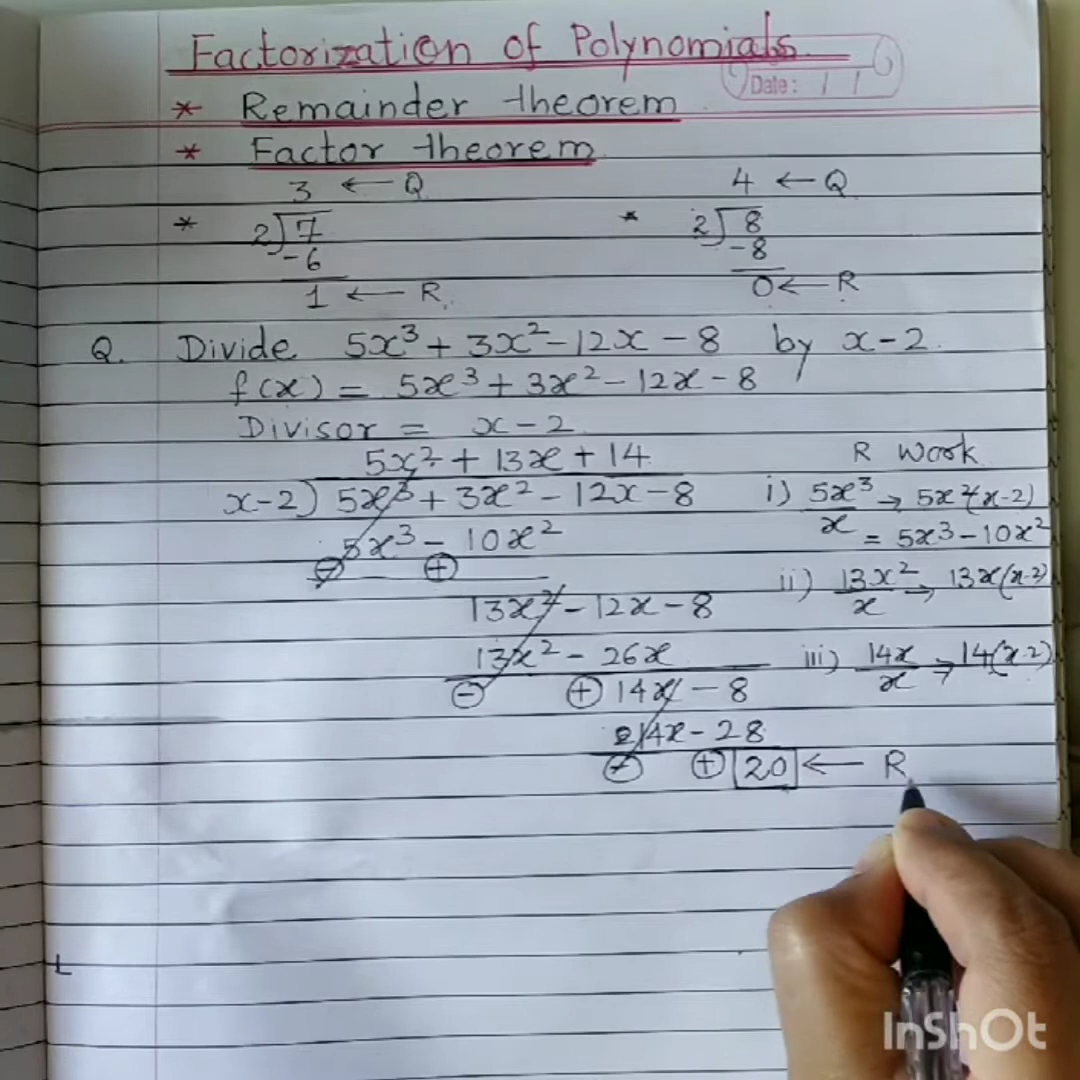 Factorization of Polynomials.
Date: / /
* Remainder theorem
* Factor theorem
3 ← Q
4 ← Q
* 2) 7
* 2) 8
-6
-8
1 ← R
0 ← R
Q. Divide 5x³ + 3x² - 12x - 8 by x - 2.
f(x) = 5x³ + 3x² - 12x - 8
Divisor = x - 2
5x² + 13x + 14
R Work
x-2) 5x³ + 3x² - 12x - 8
i) 5x³/x → 5x²(x-2)
5x³ - 10x²
= 5x³ - 10x²
⊖ ⊕
13x² - 12x - 8
ii) 13x²/x → 13x(x-2)
13x² - 26x
iii) 14x/x → 14(x-2)
⊖ ⊕ 14x - 8
14x - 28
⊖ ⊕ 20 ← R
InShOt